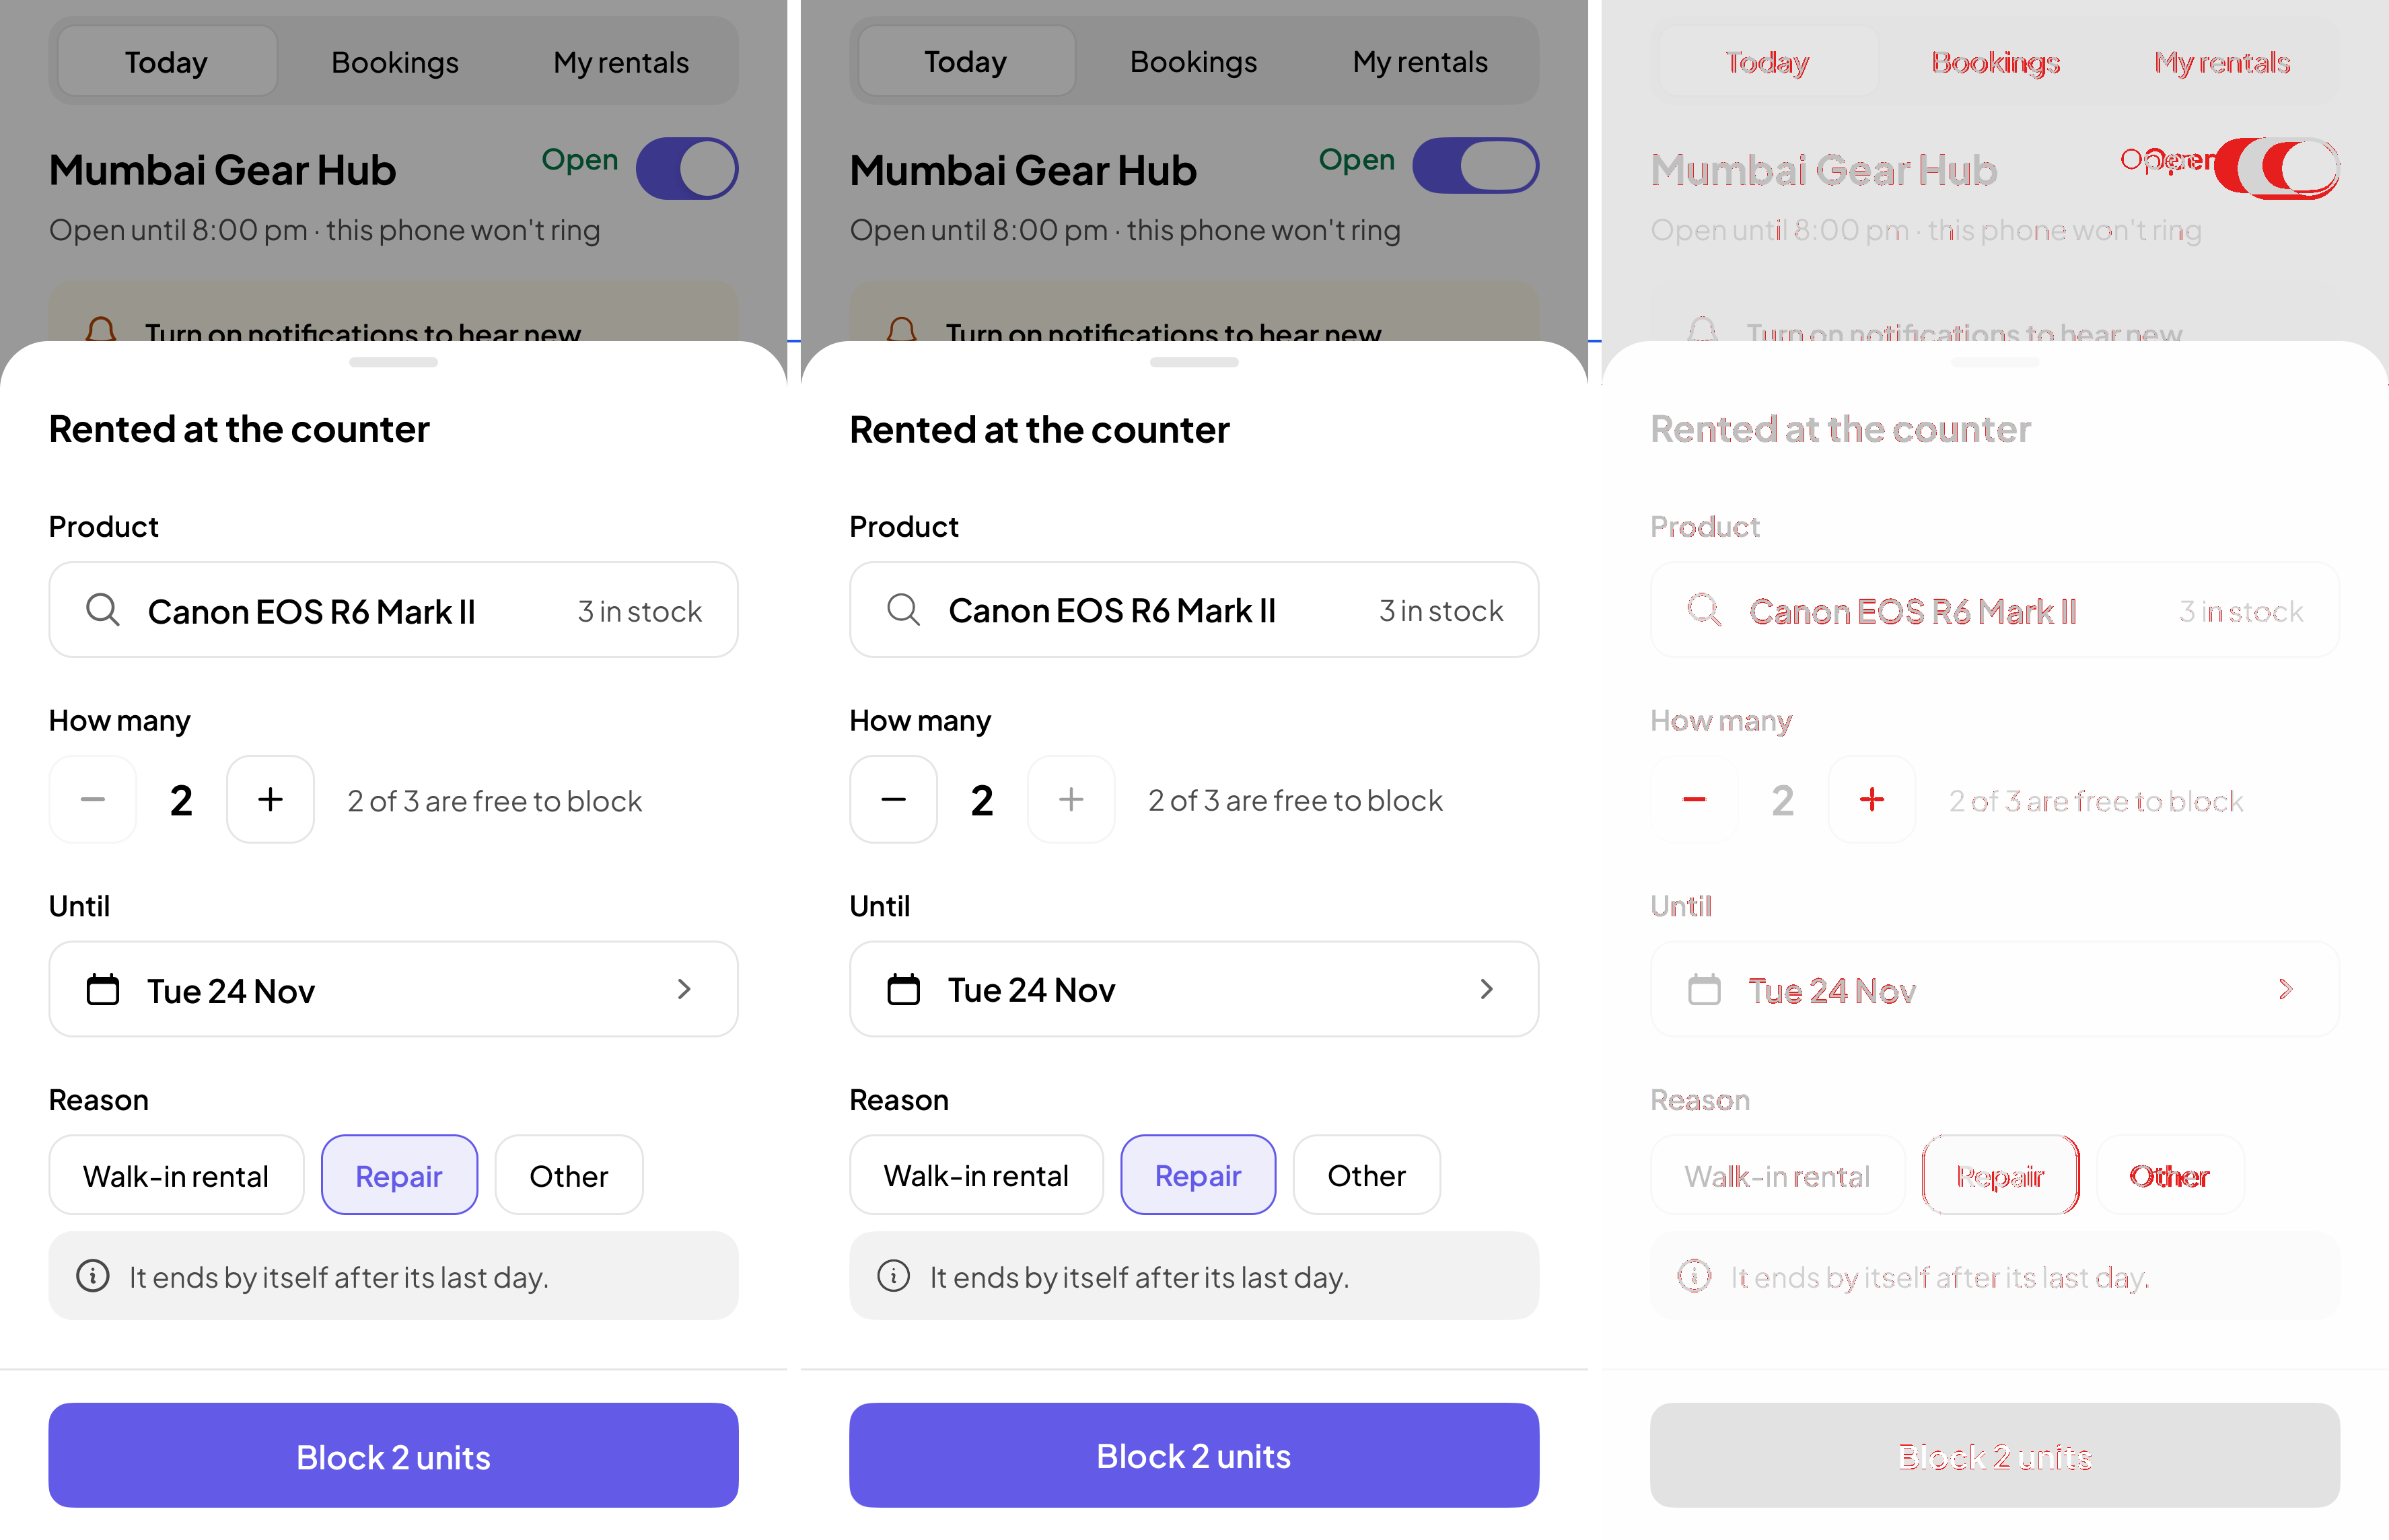 Today Bookings My rentals
Mumbai Gear Hub Open
Open until 8:00 pm · this phone won't ring
Turn on notifications to hear new
Rented at the counter
Product
Canon EOS R6 Mark II 3 in stock
How many
2 2 of 3 are free to block
Until
Tue 24 Nov
Reason
Walk-in rental Repair Other
It ends by itself after its last day.
Block 2 units
Today Bookings My rentals
Mumbai Gear Hub Open
Open until 8:00 pm · this phone won't ring
Turn on notifications to hear new
Rented at the counter
Product
Canon EOS R6 Mark II 3 in stock
How many
2 2 of 3 are free to block
Until
Tue 24 Nov
Reason
Walk-in rental Repair Other
It ends by itself after its last day.
Block 2 units
Today Bookings My rentals
Mumbai Gear Hub
Open until 8:00 pm · this phone won't ring
Turn on notifications to hear new
Rented at the counter
Product
Canon EOS R6 Mark II 3 in stock
How many
2 2 of 3 are free to block
Until
Tue 24 Nov
Reason
Walk-in rental Repair Other
It ends by itself after its last day.
Block 2 units